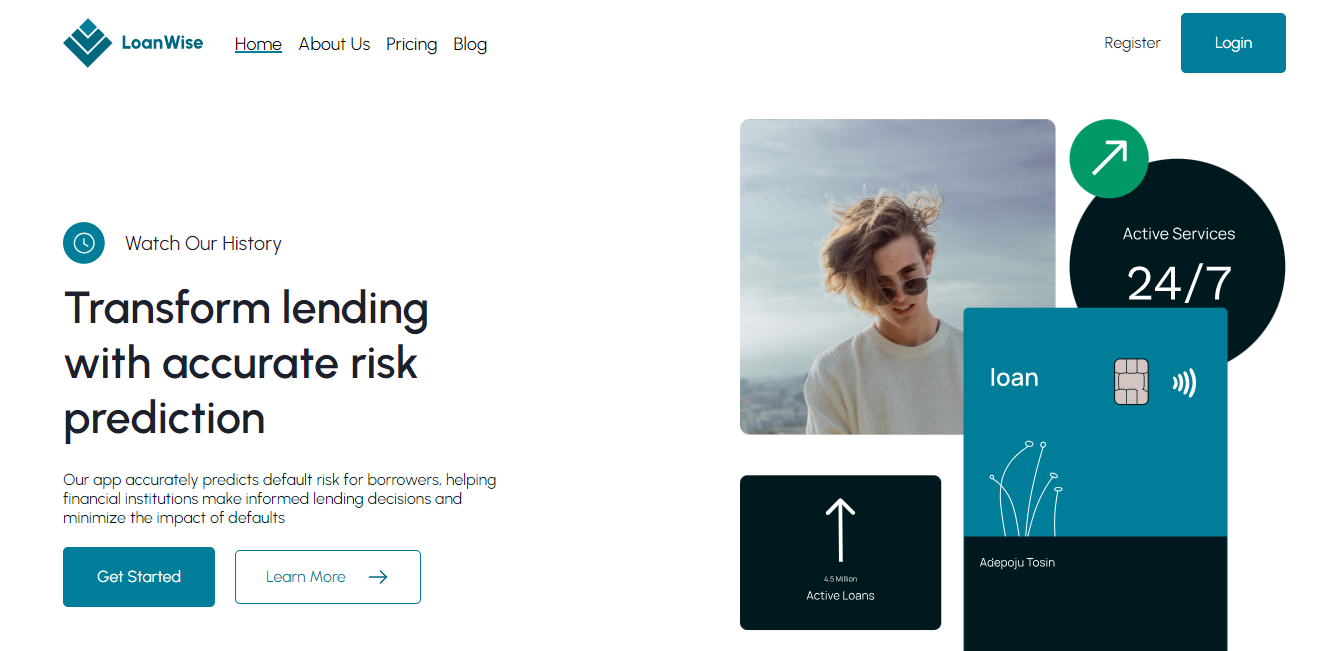 LoanWise
Home
About Us
Pricing
Blog
Register
Login
Watch Our History
Transform lending
with accurate risk
prediction
Our app accurately predicts default risk for borrowers, helping
financial institutions make informed lending decisions and
minimize the impact of defaults
Get Started
Learn More
Active Services
24/7
loan
Adepoju Tosin
4.5 Million
Active Loans